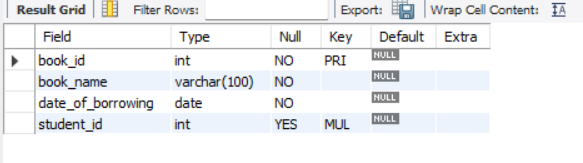 Result Grid Filter Rows: Export: Wrap Cell Content: IA
Field Type Null Key Default Extra
book_id int NO PRI NULL
book_name varchar(100) NO NULL
date_of_borrowing date NO NULL
student_id int YES MUL NULL